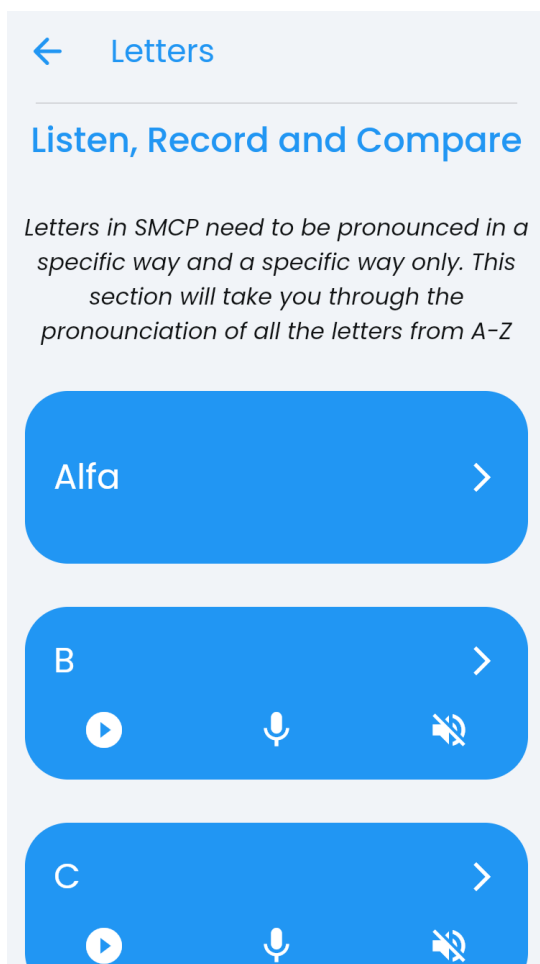 Letters
Listen, Record and Compare
Letters in SMCP need to be pronounced in a
specific way and a specific way only. This
section will take you through the
pronounciation of all the letters from A-Z
Alfa
B
C